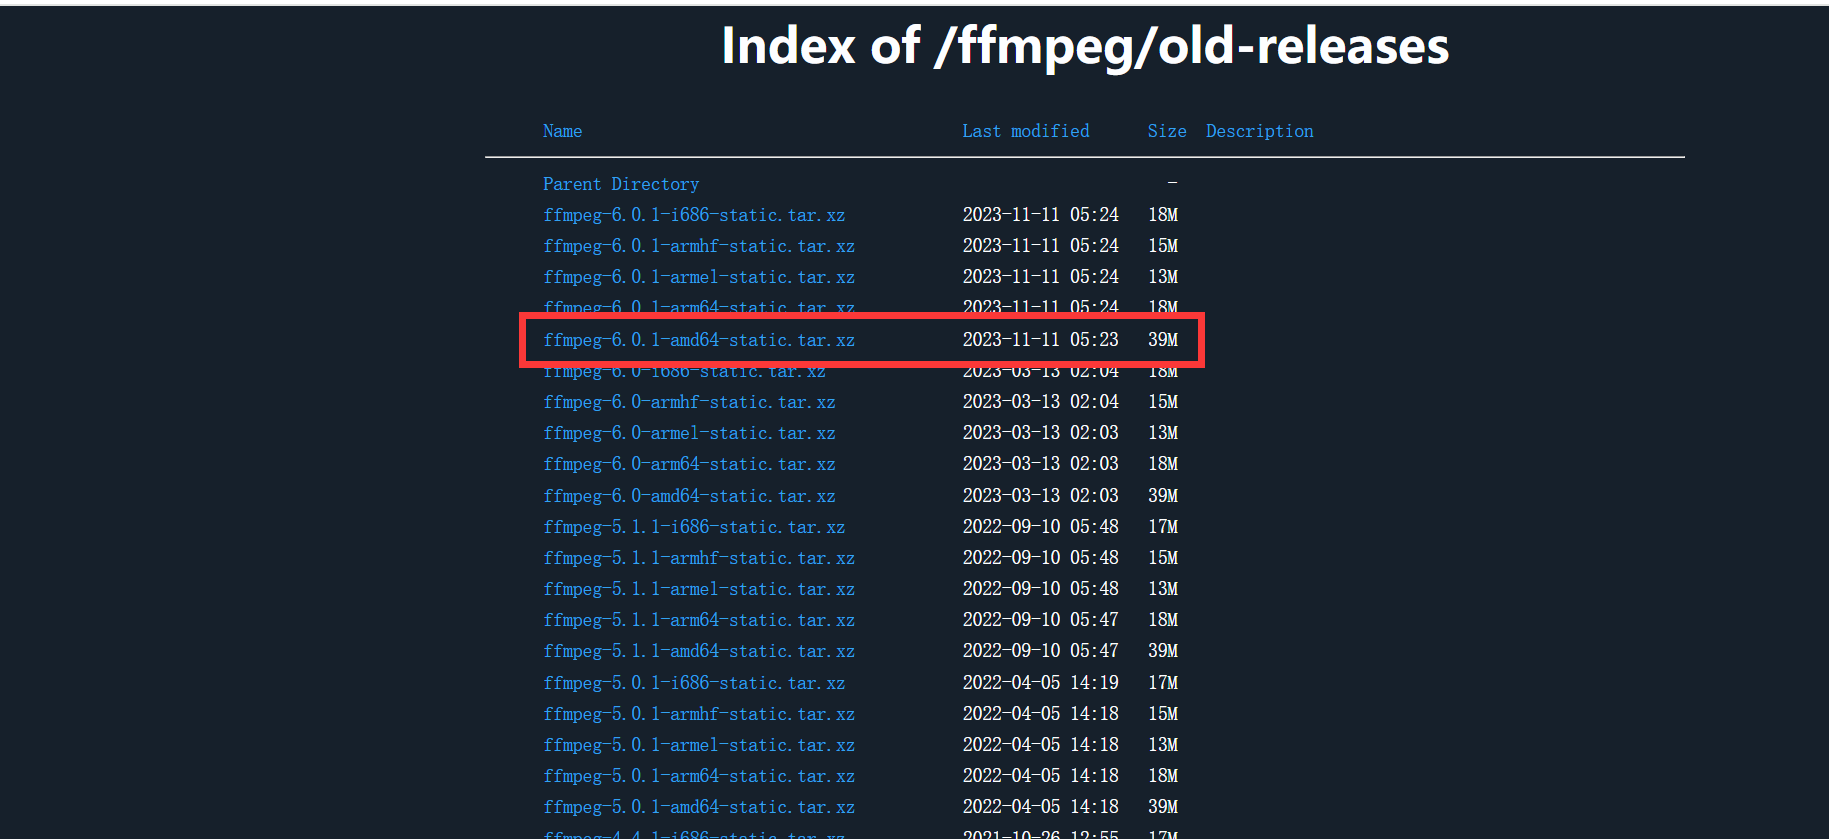 Index of /ffmpeg/old-releases
Name Last modified Size Description
Parent Directory -
ffmpeg-6.0.1-i686-static.tar.xz 2023-11-11 05:24 18M
ffmpeg-6.0.1-armhf-static.tar.xz 2023-11-11 05:24 15M
ffmpeg-6.0.1-armel-static.tar.xz 2023-11-11 05:24 13M
ffmpeg-6.0.1-arm64-static.tar.xz 2023-11-11 05:24 18M
ffmpeg-6.0.1-amd64-static.tar.xz 2023-11-11 05:23 39M
ffmpeg-6.0-i686-static.tar.xz 2023-03-13 02:04 18M
ffmpeg-6.0-armhf-static.tar.xz 2023-03-13 02:04 15M
ffmpeg-6.0-armel-static.tar.xz 2023-03-13 02:03 13M
ffmpeg-6.0-arm64-static.tar.xz 2023-03-13 02:03 18M
ffmpeg-6.0-amd64-static.tar.xz 2023-03-13 02:03 39M
ffmpeg-5.1.1-i686-static.tar.xz 2022-09-10 05:48 17M
ffmpeg-5.1.1-armhf-static.tar.xz 2022-09-10 05:48 15M
ffmpeg-5.1.1-armel-static.tar.xz 2022-09-10 05:48 13M
ffmpeg-5.1.1-arm64-static.tar.xz 2022-09-10 05:47 18M
ffmpeg-5.1.1-amd64-static.tar.xz 2022-09-10 05:47 39M
ffmpeg-5.0.1-i686-static.tar.xz 2022-04-05 14:19 17M
ffmpeg-5.0.1-armhf-static.tar.xz 2022-04-05 14:18 15M
ffmpeg-5.0.1-armel-static.tar.xz 2022-04-05 14:18 13M
ffmpeg-5.0.1-arm64-static.tar.xz 2022-04-05 14:18 18M
ffmpeg-5.0.1-amd64-static.tar.xz 2022-04-05 14:18 39M
ffmpeg-4.4.1-i686-static.tar.xz 2021-10-26 12:55 17M